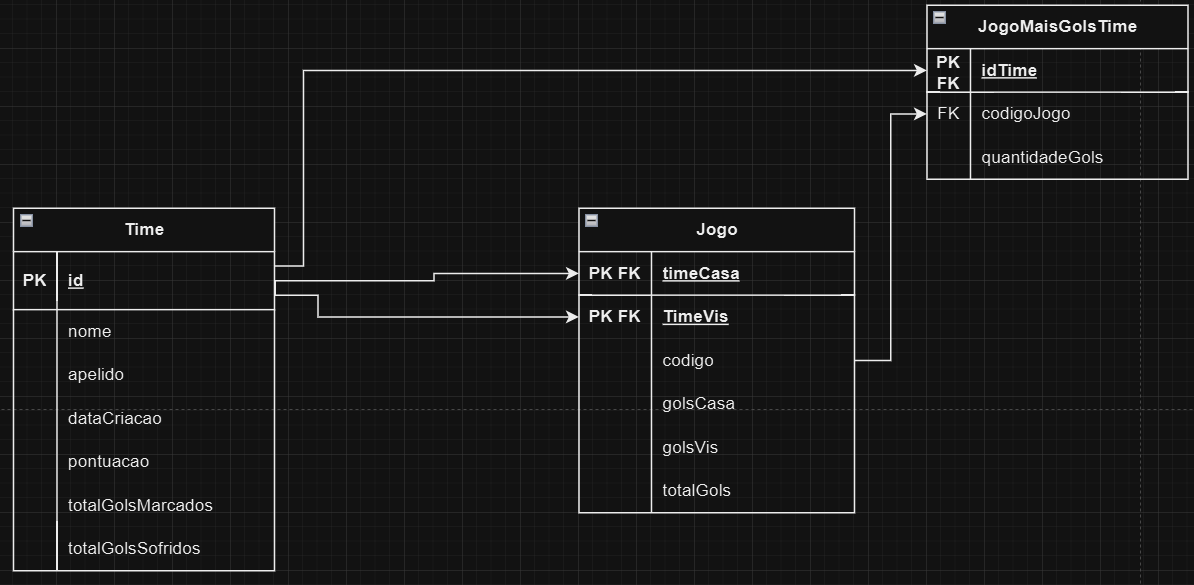 JogoMaisGolsTime
PK
FK
idTime
FK
codigoJogo
quantidadeGols
Time
PK
id
nome
apelido
dataCriacao
pontuacao
totalGolsMarcados
totalGolsSofridos
Jogo
PK FK
timeCasa
PK FK
TimeVis
codigo
golsCasa
golsVis
totalGols